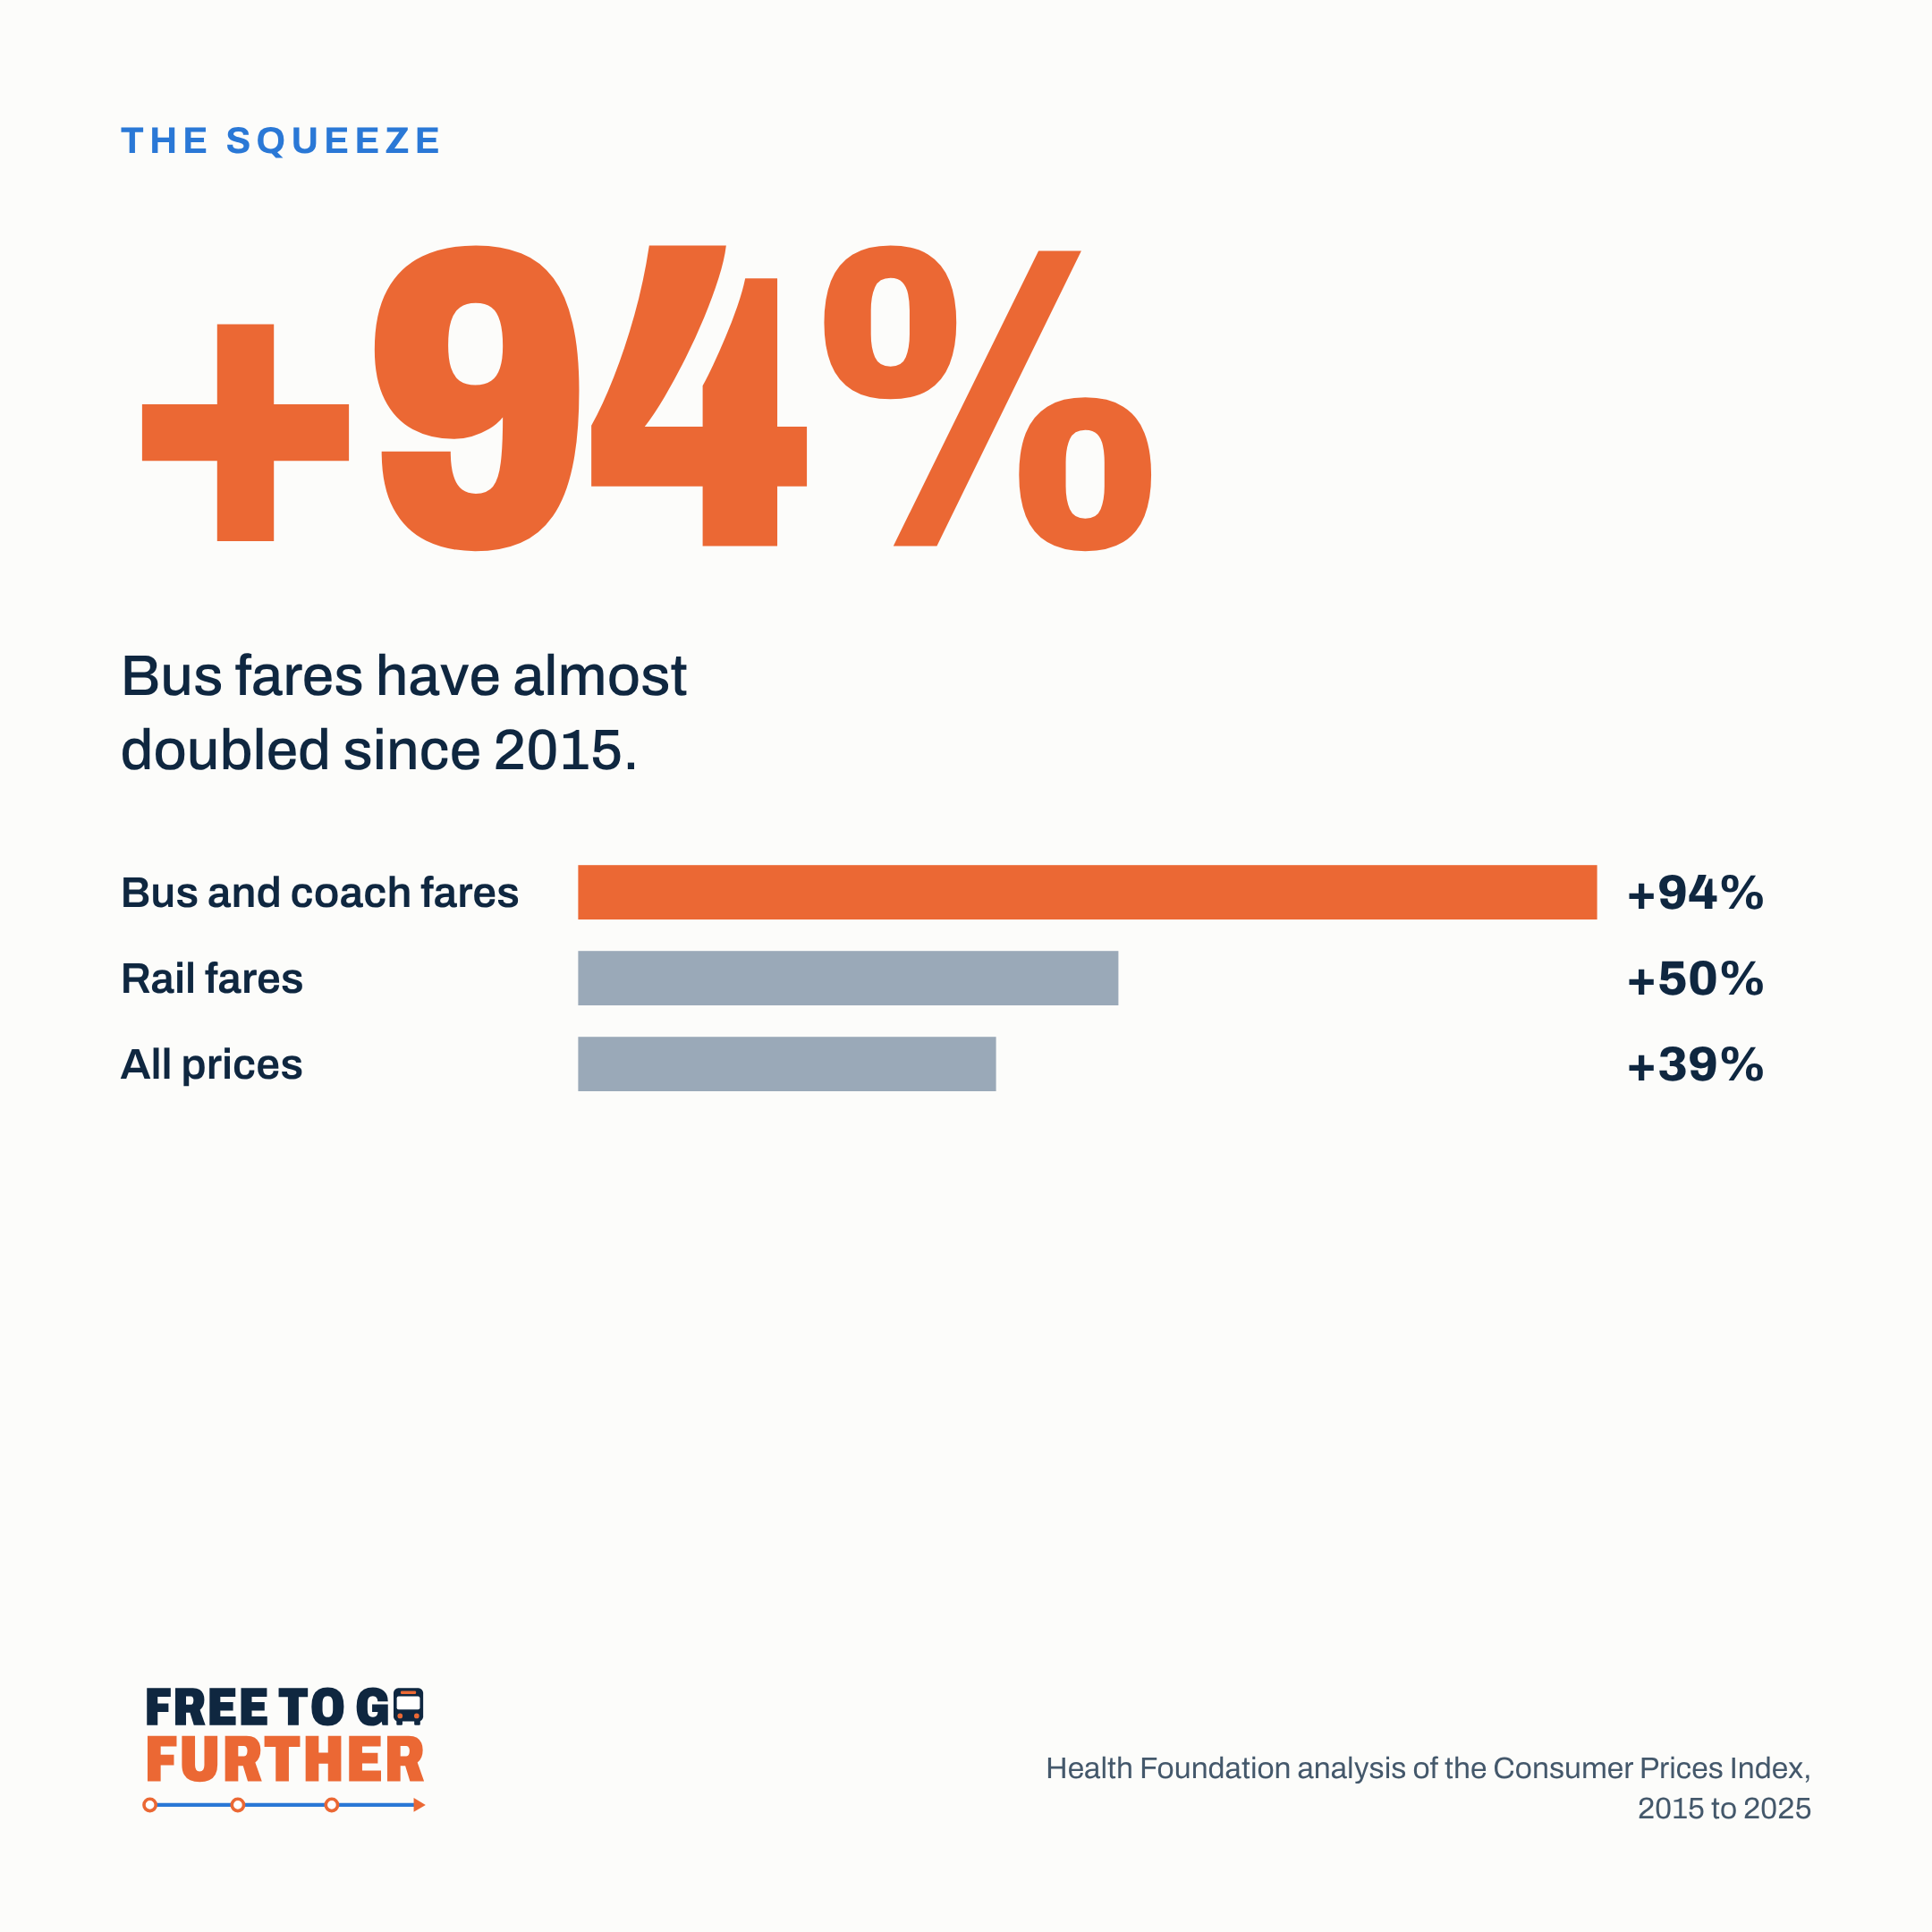 THE SQUEEZE
+94%
Bus fares have almost
doubled since 2015.
Bus and coach fares +94%
Rail fares +50%
All prices +39%
FREE TO GO
FURTHER
Health Foundation analysis of the Consumer Prices Index,
2015 to 2025